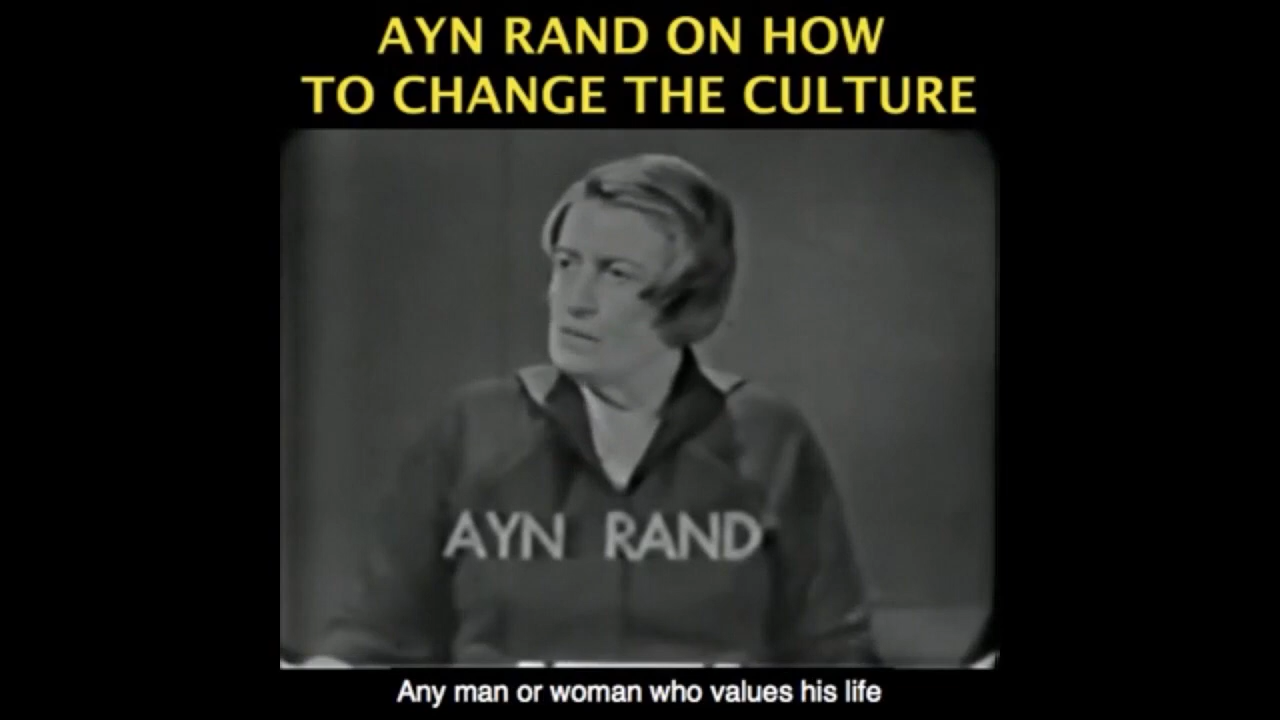 AYN RAND ON HOW
TO CHANGE THE CULTURE
AYN RAND
Any man or woman who values his life